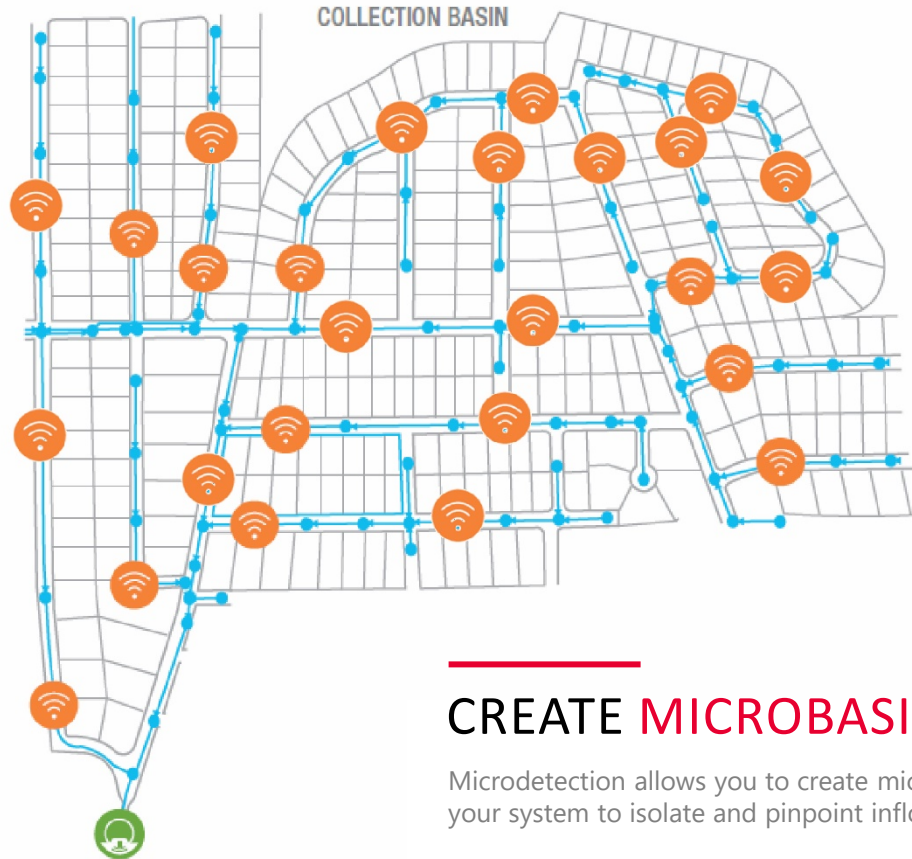 COLLECTION BASIN
CREATE MICROBASI
Microdetection allows you to create mic
your system to isolate and pinpoint inflo